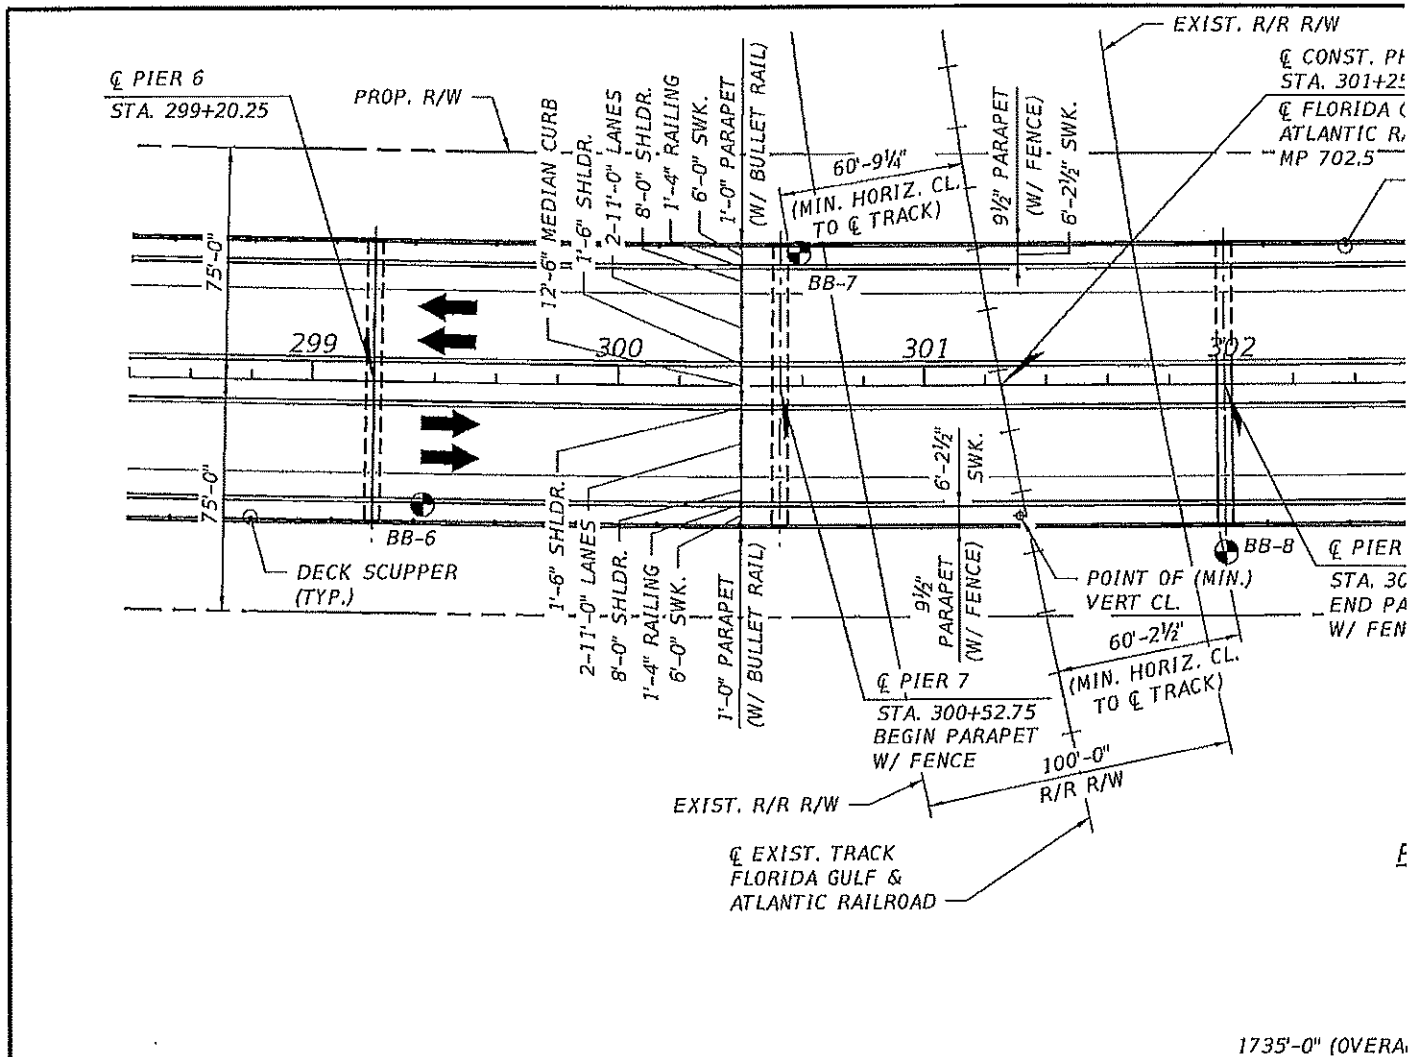 EXIST. R/R R/W
℄ CONST.
STA. 301+25
℄ FLORIDA
ATLANTIC
MP 702.5
℄ PIER 6
STA. 299+20.25
PROP. R/W
75'-0"
12'-6" MEDIAN CURB
1'-6" SHLDR.
2-11'-0" LANES
8'-0" SHLDR.
1'-4" RAILING
6'-0" SWK.
1'-0" PARAPET
(W/ BULLET RAIL)
60'-9¼"
(MIN. HORIZ. CL.
TO ℄ TRACK)
9½" PARAPET
(W/ FENCE)
6'-2½" SWK.
BB-7
299
300
301
302
75'-0"
BB-6
DECK SCUPPER
(TYP.)
1'-6" SHLDR.
2-11'-0" LANES
8'-0" SHLDR.
1'-4" RAILING
6'-0" SWK.
1'-0" PARAPET
(W/ BULLET RAIL)
6'-2½"
SWK.
9½"
PARAPET
(W/ FENCE)
BB-8
POINT OF (MIN.)
VERT CL.
60'-2½"
(MIN. HORIZ. CL.
TO ℄ TRACK)
℄ PIER
STA. 30
END PA
W/ FEN
℄ PIER 7
STA. 300+52.75
BEGIN PARAPET
W/ FENCE
100'-0"
R/R R/W
EXIST. R/R R/W
℄ EXIST. TRACK
FLORIDA GULF &
ATLANTIC RAILROAD
1735'-0" (OVERA